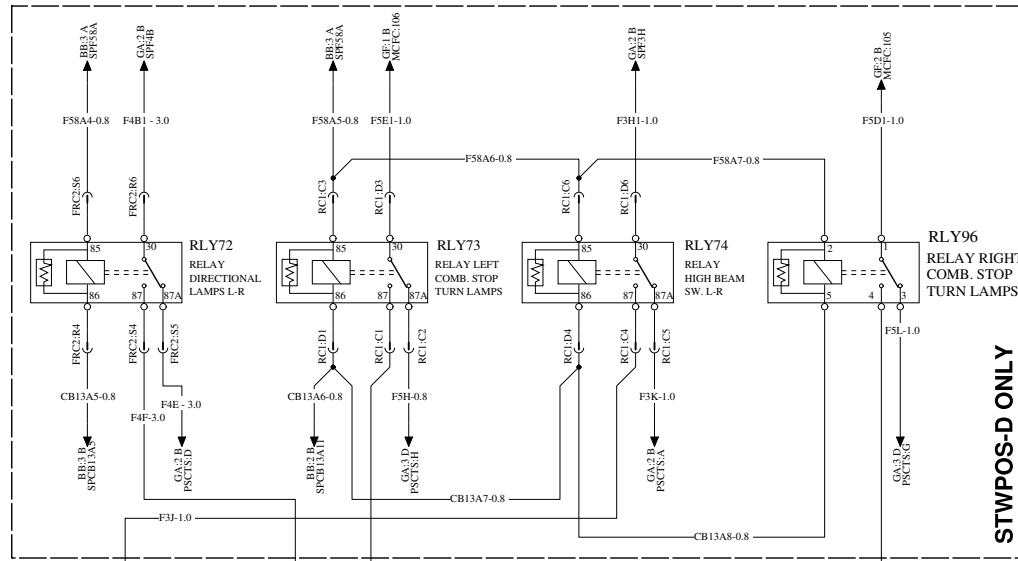 BB:3 A
SPF58A
GA:2 B
SPF4B
BB:3 A
SPF58A
GF:1 B
MCFC:106
GA:2 B
SPF3H
GF:2 B
MCFC:105
F58A4-0.8
F4B1 - 3.0
F58A5-0.8
F5E1-1.0
F3H1-1.0
F5D1-1.0
F58A6-0.8
F58A7-0.8
FRC2:S6
FRC2:R6
RC1:C3
RC1:D3
RC1:C6
RC1:D6
85
30
86
87
87A
RLY72
RELAY
DIRECTIONAL
LAMPS L-R
85
30
86
87
87A
RLY73
RELAY LEFT
COMB. STOP
TURN LAMPS
85
30
86
87
87A
RLY74
RELAY
HIGH BEAM
SW. L-R
2
1
5
4
3
RLY96
RELAY RIGHT
COMB. STOP
TURN LAMPS
FRC2:R4
FRC2:S4
FRC2:S5
RC1:D1
RC1:C1
RC1:C2
RC1:D4
RC1:C4
RC1:C5
F5L-1.0
CB13A5-0.8
F4F-3.0
F4E - 3.0
CB13A6-0.8
F5H-0.8
F3K-1.0
BB:3 B
SPCB13A5
GA:2 B
PSCTS:D
BB:2 B
SPCB13A11
GA:3 D
PSCTS:H
GA:2 B
PSCTS:A
GA:3 D
PSCTS:G
CB13A7-0.8
F3J-1.0
CB13A8-0.8
STWPOS-D ONLY